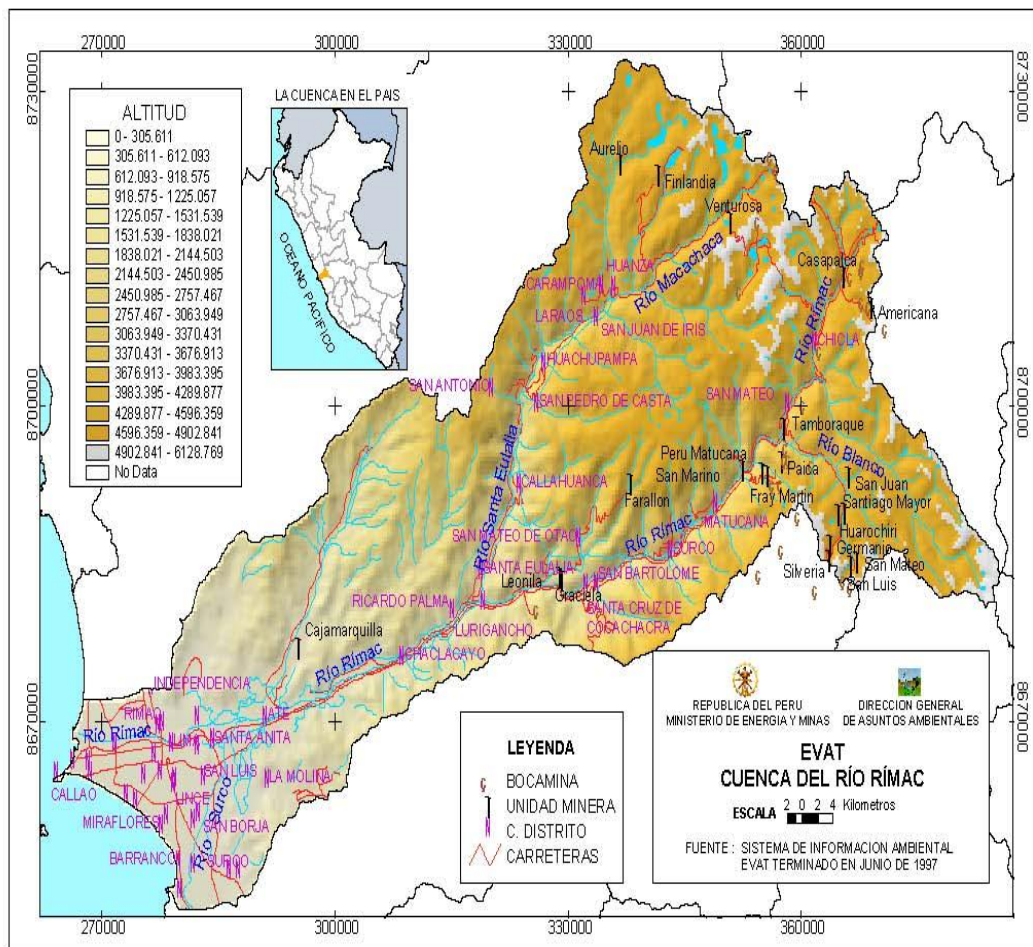 270000
300000
330000
360000
8730000
8730000
ALTITUD
0 - 305.611
305.611 - 612.093
612.093 - 918.575
918.575 - 1225.057
1225.057 - 1531.539
1531.539 - 1838.021
1838.021 - 2144.503
2144.503 - 2450.985
2450.985 - 2757.467
2757.467 - 3063.949
3063.949 - 3370.431
3370.431 - 3676.913
3676.913 - 3983.395
3983.395 - 4289.877
4289.877 - 4596.359
4596.359 - 4902.841
4902.841 - 6128.769
No Data
LA CUENCA EN EL PAIS
OCEANO PACIFICO
Aurelio
Finlandia
Venturosa
Casapalca
HUANZA
Río Macachaca
CARAMPOMA
Río Rímac
Americana
LARAOS
SAN JUAN DE IRIS
CHICLA
HUACHUPAMPA
SAN ANTONIO
SAN PEDRO DE CASTA
SAN MATEO
8700000
8700000
Tamboraque
Río Blanco
Peru Matucana
San Marino
Paica
Río Santa Eulalia
CALLAHUANCA
Farallon
Fray Martin
San Juan
Santiago Mayor
MATUCANA
Huarochiri
SAN MATEO DE OTAO
Río Rímac
SURCO
Germanio
SANTA EULALIA
SAN BARTOLOME
Silveria
San Mateo
Leonila
Graciela
San Luis
RICARDO PALMA
SANTA CRUZ DE
COCACHACRA
Cajamarquilla
LURIGANCHO
Río Rímac
CHACLACAYO
INDEPENDENCIA
RIMAC
ATE
8670000
8670000
Río Rímac
LIMA
SANTA ANITA
SAN LUIS
LA MOLINA
CALLAO
LINCE
Río Surco
MIRAFLORES
SAN BORJA
BARRANCO
SURCO
LEYENDA
BOCAMINA
UNIDAD MINERA
C. DISTRITO
CARRETERAS
REPUBLICA DEL PERU
MINISTERIO DE ENERGIA Y MINAS
DIRECCION GENERAL
DE ASUNTOS AMBIENTALES
EVAT
CUENCA DEL RÍO RÍMAC
ESCALA 2 0 2 4 Kilometros
FUENTE : SISTEMA DE INFORMACION AMBIENTAL
EVAT TERMINADO EN JUNIO DE 1997
270000
300000
330000
360000